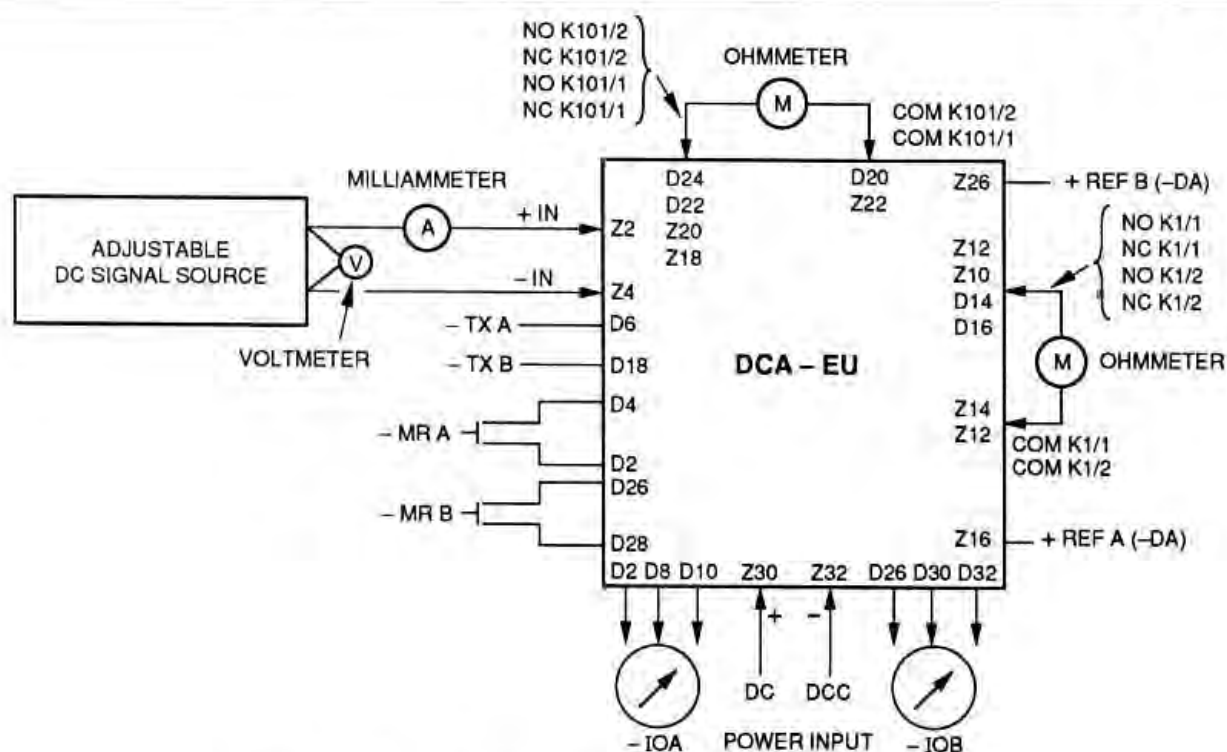 NO K101/2
NC K101/2
NO K101/1
NC K101/1
OHMMETER
M
COM K101/2
COM K101/1
MILLIAMMETER
A
+ IN
ADJUSTABLE
DC SIGNAL SOURCE
V
– IN
VOLTMETER
– TX A
– TX B
– MR A
– MR B
Z2
Z4
D6
D18
D4
D2
D26
D28
D24
D22
Z20
Z18
D20
Z22
DCA – EU
Z26
Z12
Z10
D14
D16
Z14
Z12
Z16
+ REF B (–DA)
NO K1/1
NC K1/1
NO K1/2
NC K1/2
M
OHMMETER
COM K1/1
COM K1/2
+ REF A (–DA)
D2 D8 D10 Z30 Z32 D26 D30 D32
+ –
DC DCC
– IOA POWER INPUT – IOB